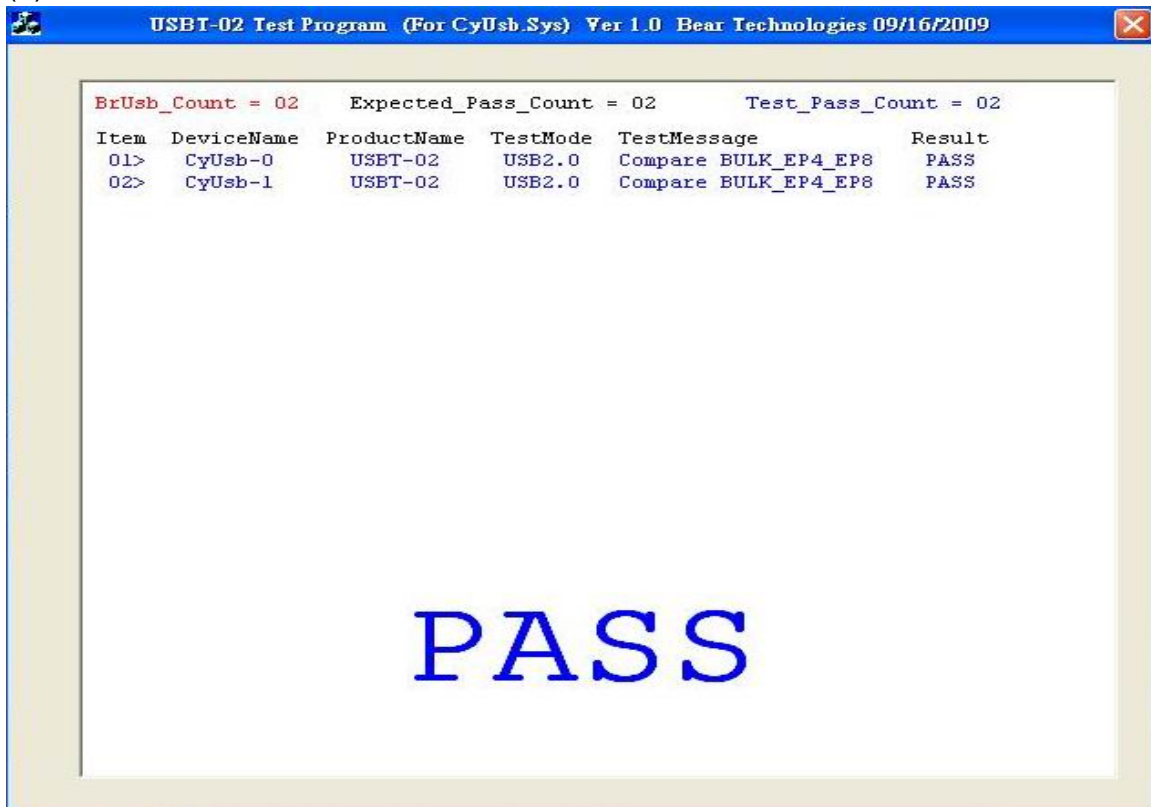 USBT-02 Test Program (For CyUsb.Sys) Ver 1.0 Bear Technologies 09/16/2009
BrUsb_Count = 02 Expected_Pass_Count = 02 Test_Pass_Count = 02
Item DeviceName ProductName TestMode TestMessage Result
01> CyUsb-0 USBT-02 USB2.0 Compare BULK_EP4_EP8 PASS
02> CyUsb-1 USBT-02 USB2.0 Compare BULK_EP4_EP8 PASS
PASS